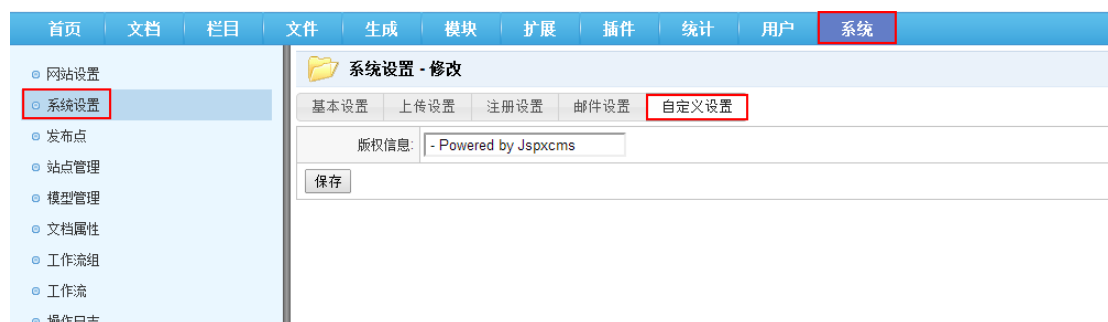 首页 文档 栏目 文件 生成 模块 扩展 插件 统计 用户 系统
网站设置
系统设置
发布点
站点管理
模型管理
文档属性
工作流组
工作流
操作日志
系统设置 - 修改
基本设置 上传设置 注册设置 邮件设置 自定义设置
版权信息: - Powered by Jspxcms
保存